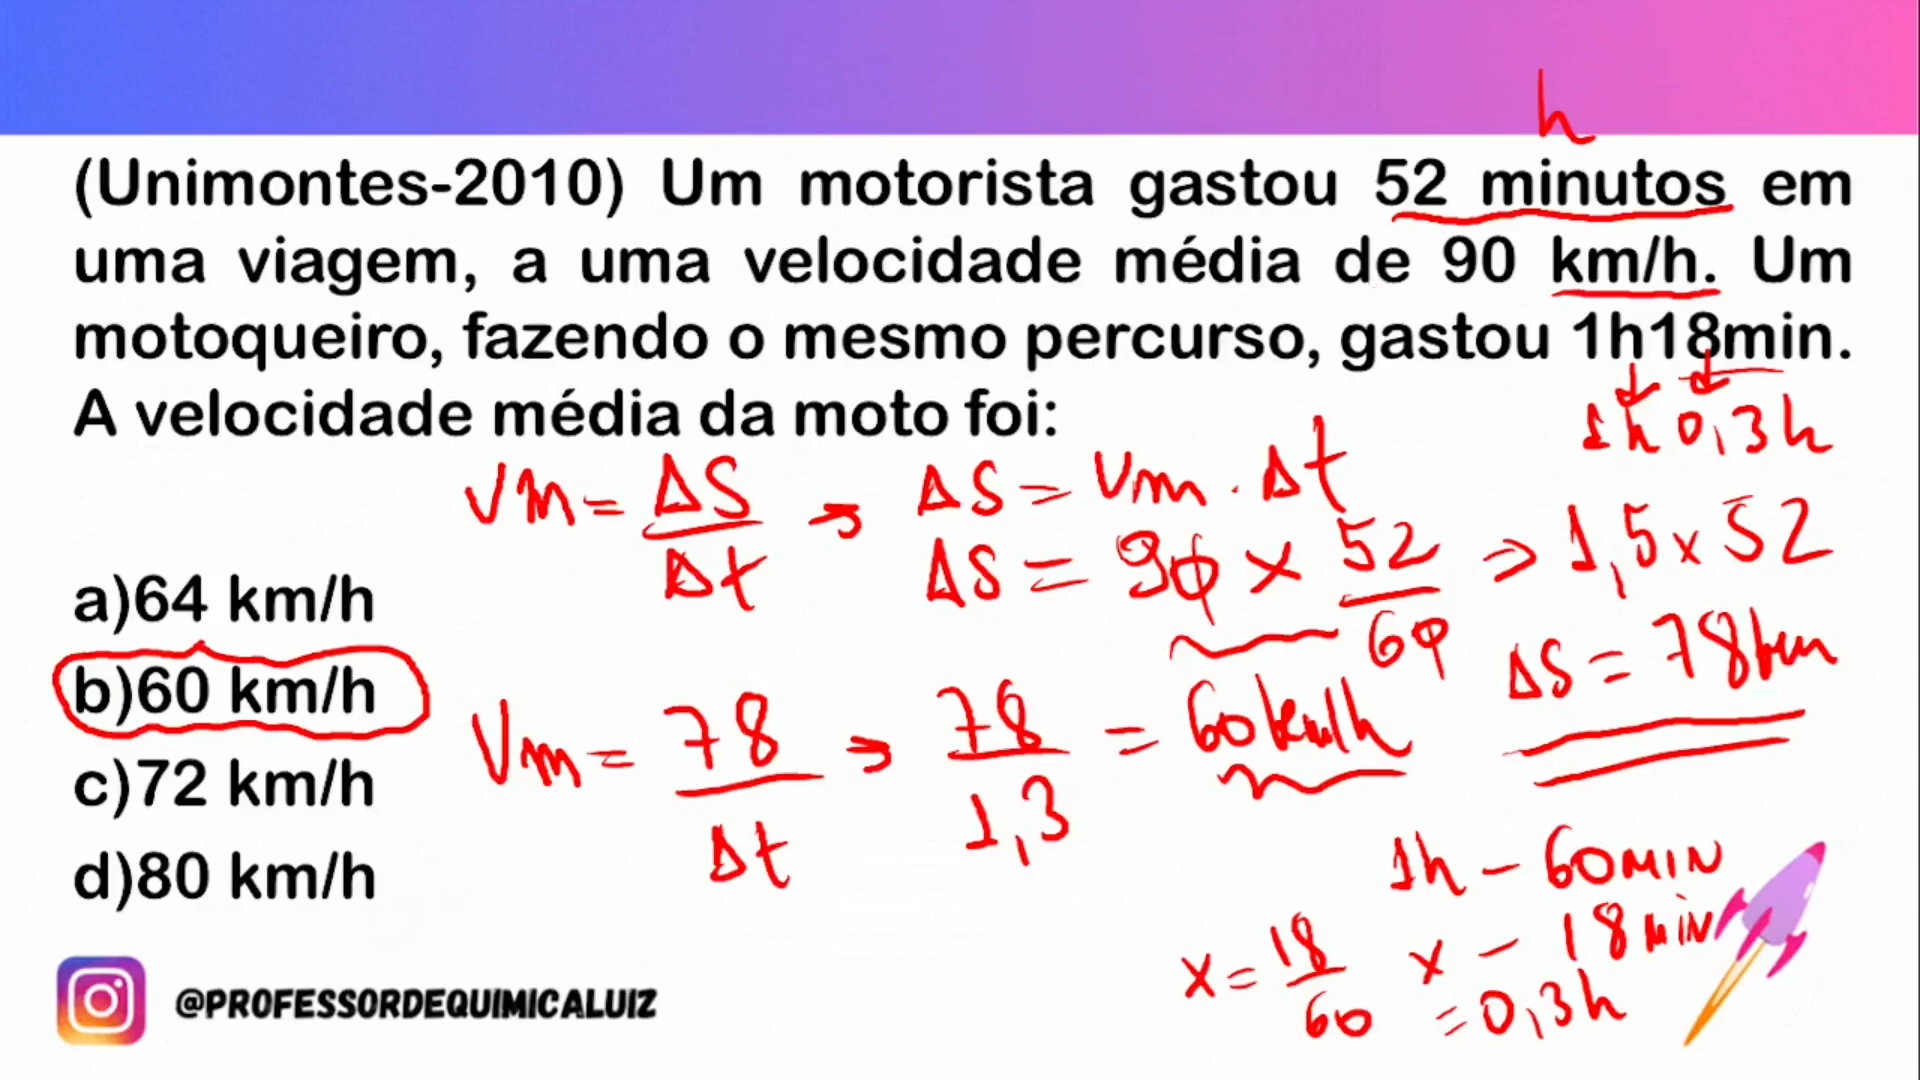 h
(Unimontes-2010) Um motorista gastou 52 minutos em
uma viagem, a uma velocidade média de 90 km/h. Um
motoqueiro, fazendo o mesmo percurso, gastou 1h18min.
A velocidade média da moto foi:
1h 0,3h
Vm = ΔS/Δt → ΔS = Vm . Δt
ΔS = 90 x 52/60 ⇒ 1,5 x 52
ΔS = 78km
a)64 km/h
b)60 km/h
c)72 km/h
d)80 km/h
Vm = 78/Δt → 78/1,3 = 60km/h
1h - 60MIN
x - 18MIN
x = 18/60 = 0,3h
@PROFESSORDEQUIMICALUIZ